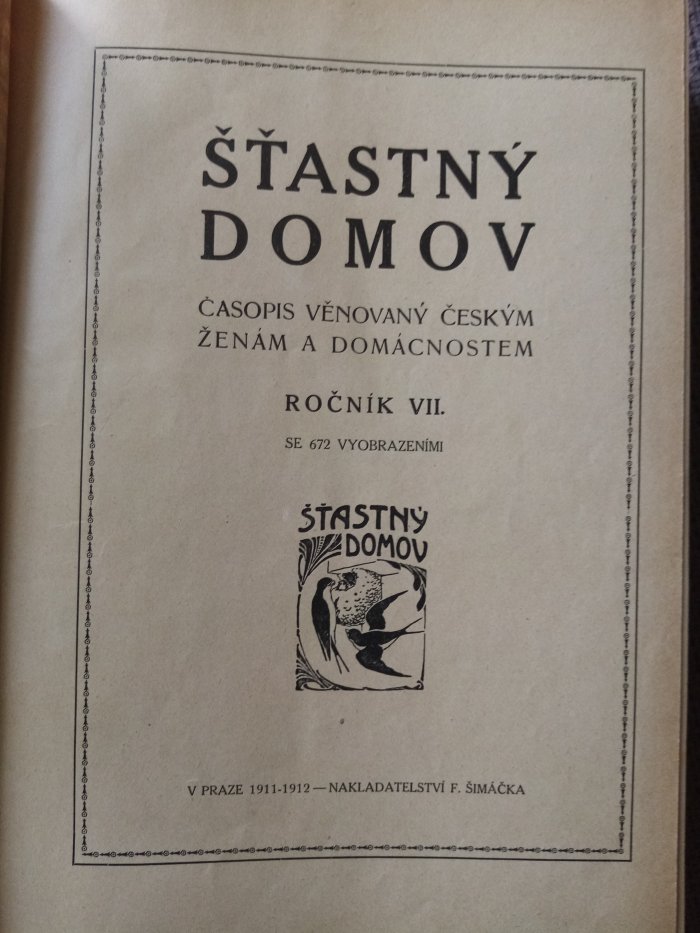 ŠŤASTNÝ
DOMOV
ČASOPIS VĚNOVANÝ ČESKÝM
ŽENÁM A DOMÁCNOSTEM
ROČNÍK VII.
SE 672 VYOBRAZENÍMI
ŠŤASTNÝ
DOMOV
V PRAZE 1911-1912 — NAKLADATELSTVÍ F. ŠIMÁČKA